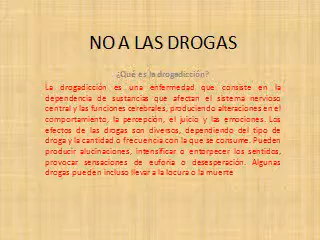 NO A LAS DROGAS
¿Qué es la drogadicción?
La drogadicción es una enfermedad que consiste en la
dependencia de sustancias que afectan el sistema nervioso
central y las funciones cerebrales, produciendo alteraciones en el
comportamiento, la percepción, el juicio y las emociones. Los
efectos de las drogas son diversos, dependiendo del tipo de
droga y la cantidad o frecuencia con la que se consume. Pueden
producir alucinaciones, intensificar o entorpecer los sentidos,
provocar sensaciones de euforia o desesperación. Algunas
drogas pueden incluso llevar a la locura o la muerte